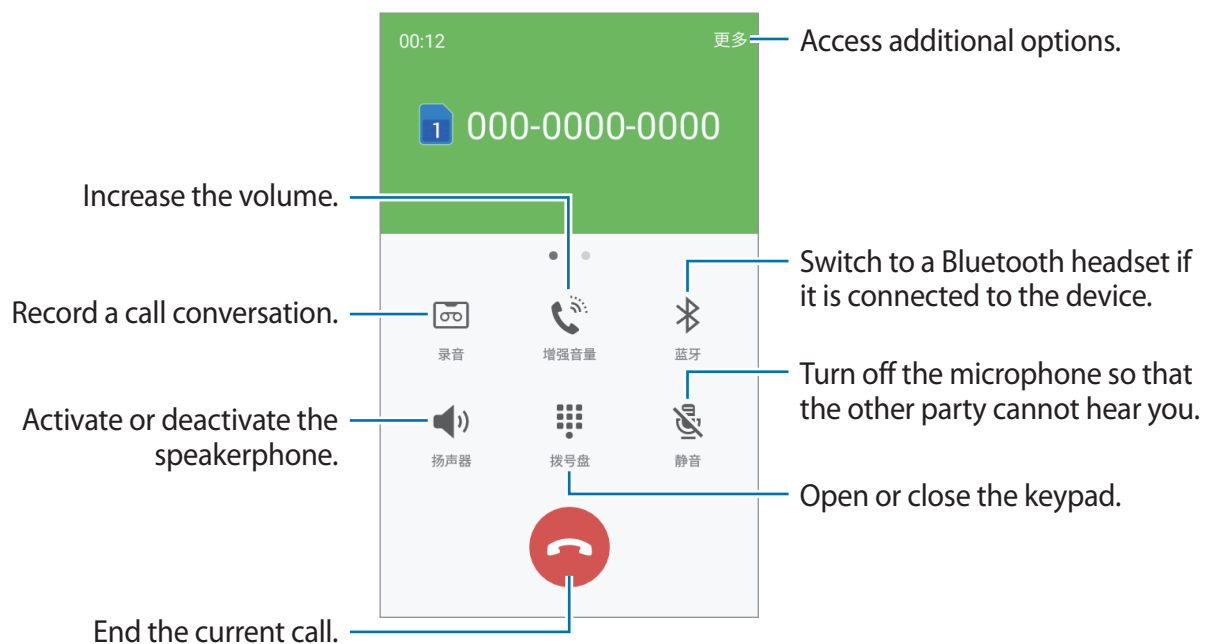 00:12
更多
Access additional options.
1
000-0000-0000
Increase the volume.
Switch to a Bluetooth headset if
it is connected to the device.
Record a call conversation.
录音
增强音量
蓝牙
Turn off the microphone so that
the other party cannot hear you.
Activate or deactivate the
speakerphone.
扬声器
拨号盘
静音
Open or close the keypad.
End the current call.